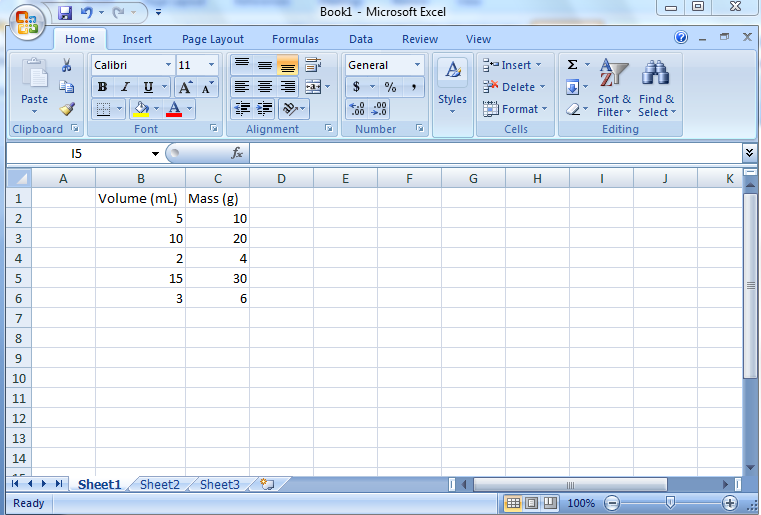 Book1 - Microsoft Excel
Home Insert Page Layout Formulas Data Review View
Calibri 11 General Insert Σ
Paste B I U A A $ % , Styles Delete Sort & Filter Find & Select
A .00 .0 Format
Clipboard Font Alignment Number Cells Editing
I5 fx
A B C D E F G H I J K
1 Volume (mL) Mass (g)
2 5 10
3 10 20
4 2 4
5 15 30
6 3 6
7
8
9
10
11
12
13
14
Sheet1 Sheet2 Sheet3
Ready 100%